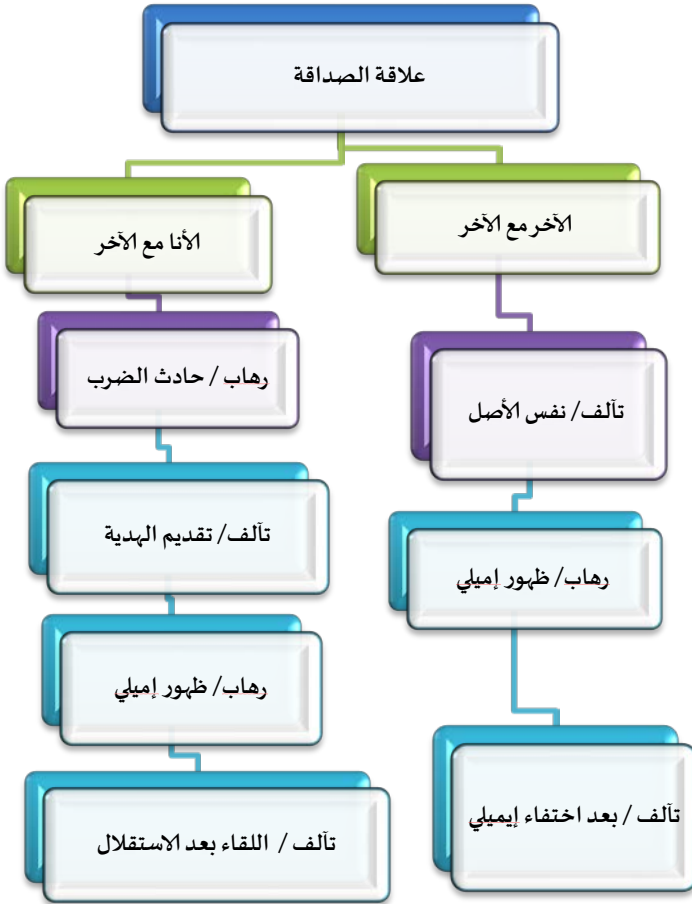 علاقة الصداقة
الآخر مع الآخر
الأنا مع الآخر
تآلف/ نفس الأصل
رهاب / حادث الضرب
تآلف/ تقديم الهدية
رهاب/ ظهور إميلي
رهاب/ ظهور إميلي
تآلف / بعد اختفاء إيميلي
تآلف / اللقاء بعد الاستقلال